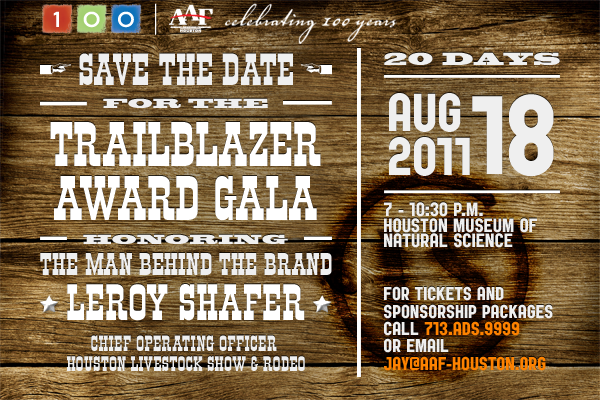 100 AAF HOUSTON celebrating 100 years
SAVE THE DATE
FOR THE
TRAILBLAZER
AWARD GALA
HONORING
THE MAN BEHIND THE BRAND
LEROY SHAFER
CHIEF OPERATING OFFICER
HOUSTON LIVESTOCK SHOW & RODEO
20 DAYS
AUG 18
2011
7 - 10:30 P.M.
HOUSTON MUSEUM OF
NATURAL SCIENCE
FOR TICKETS AND
SPONSORSHIP PACKAGES
CALL 713.ADS.9999
OR EMAIL
JAY@AAF-HOUSTON.ORG